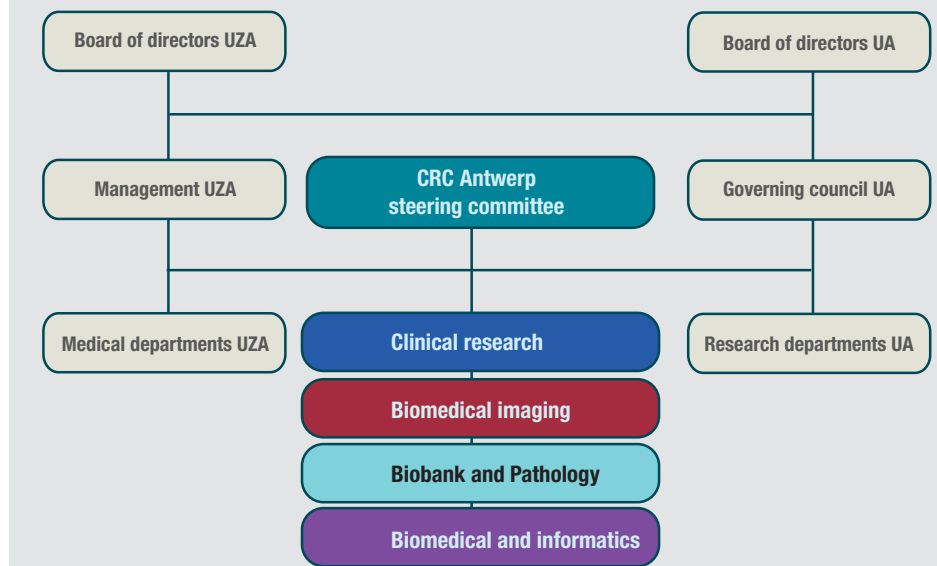 Board of directors UZA
Board of directors UA
Management UZA
CRC Antwerp
steering committee
Governing council UA
Medical departments UZA
Clinical research
Research departments UA
Biomedical imaging
Biobank and Pathology
Biomedical and informatics